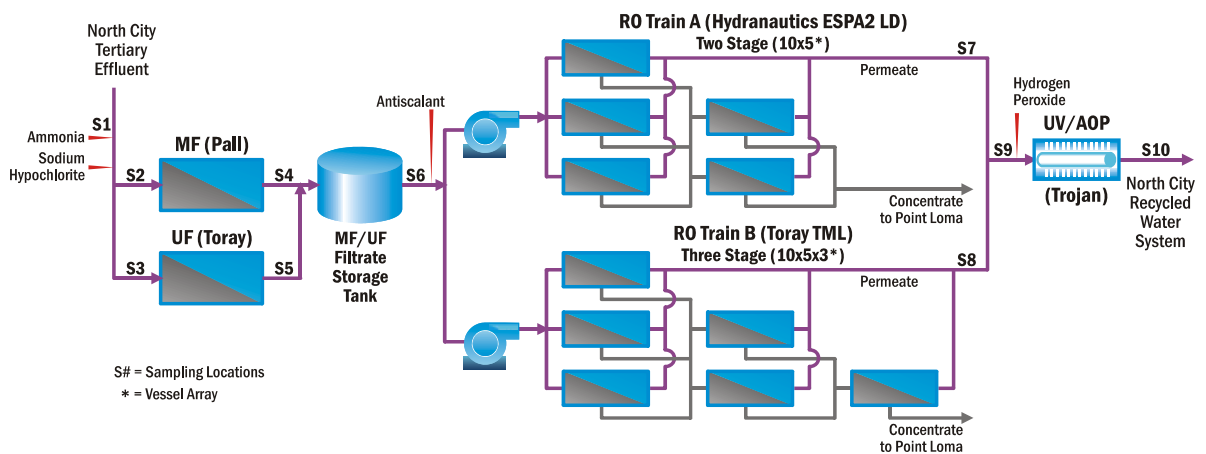 North City
Tertiary
Effluent
S1
Ammonia
Sodium
Hypochlorite
S2
MF (Pall)
S4
S3
UF (Toray)
S5
MF/UF
Filtrate
Storage
Tank
S6
Antiscalant
RO Train A (Hydranautics ESPA2 LD)
Two Stage (10x5*)
S7
Permeate
Concentrate
to Point Loma
RO Train B (Toray TML)
Three Stage (10x5x3*)
S8
Permeate
Concentrate
to Point Loma
S9
Hydrogen
Peroxide
UV/AOP
(Trojan)
S10
North City
Recycled
Water
System
S# = Sampling Locations
* = Vessel Array